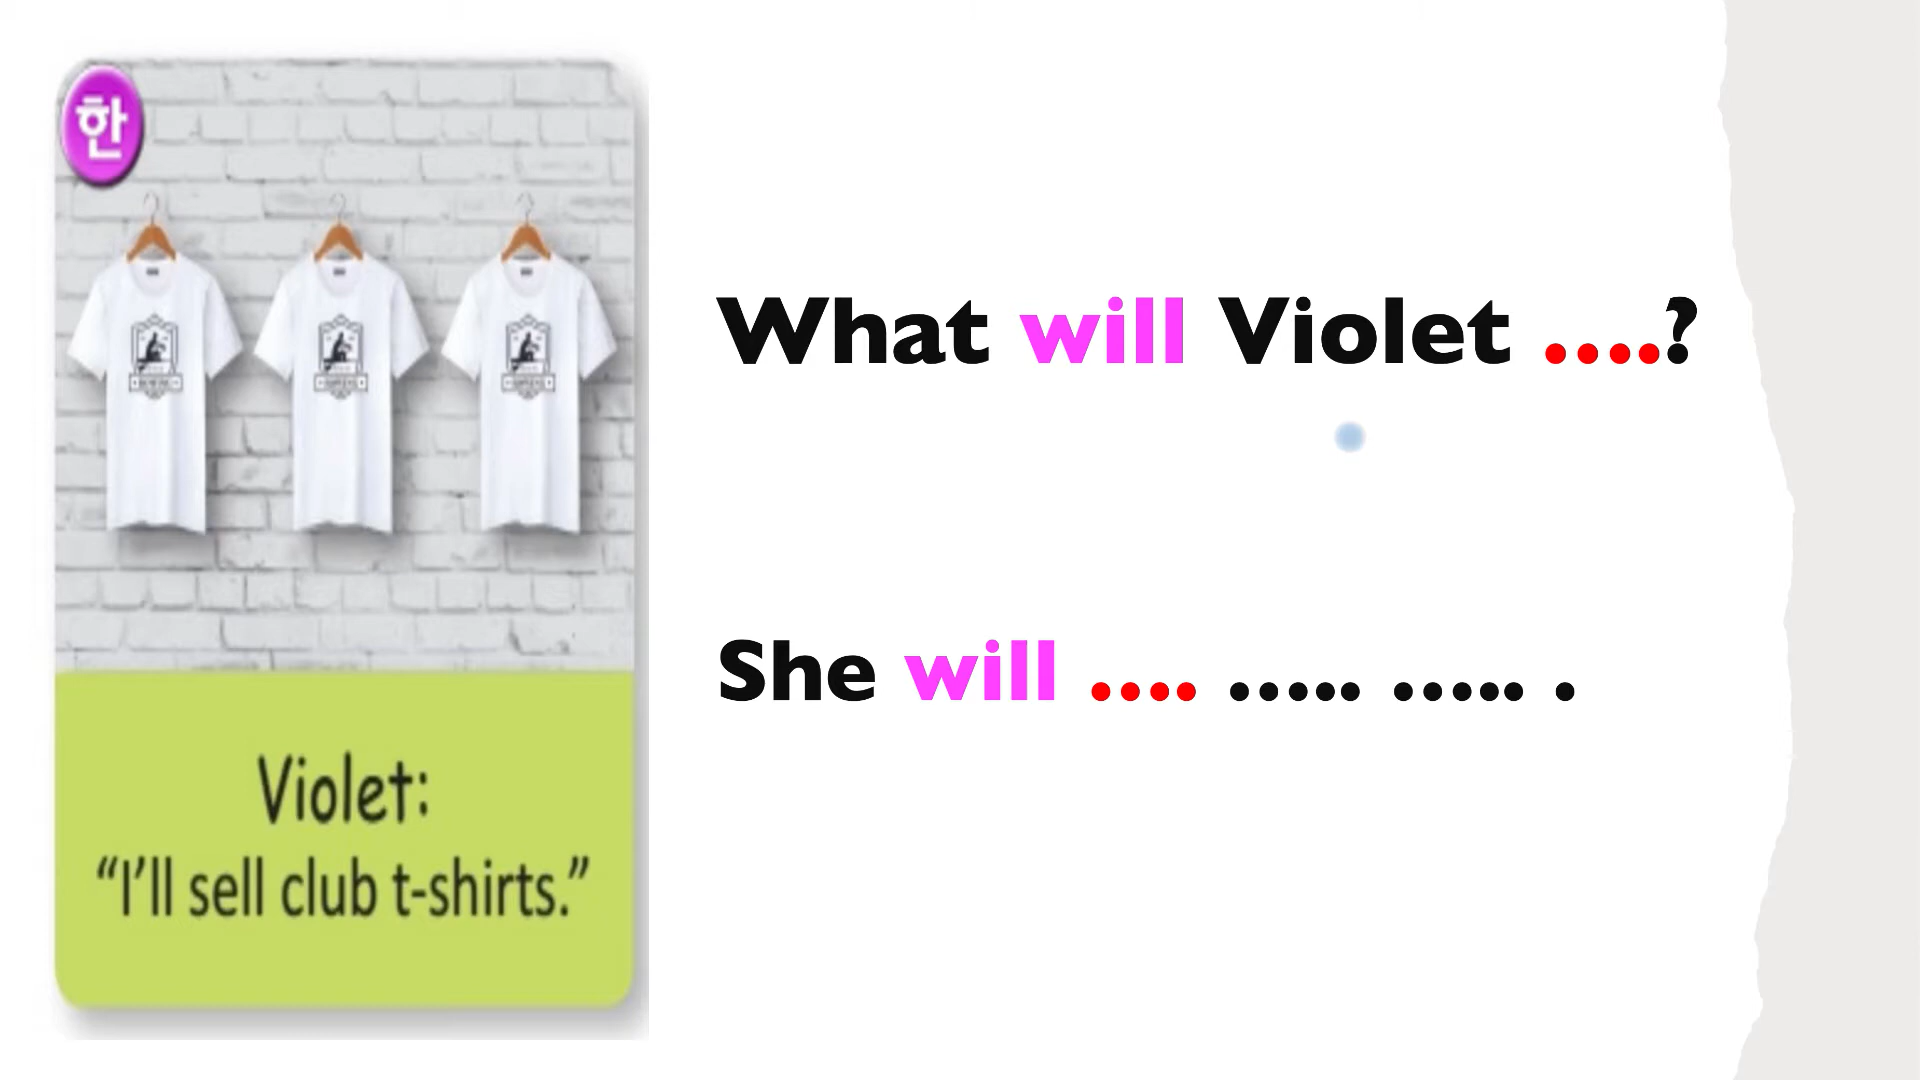 한
Violet:
“I’ll sell club t-shirts.”
What will Violet ....?
She will .... ..... ..... .